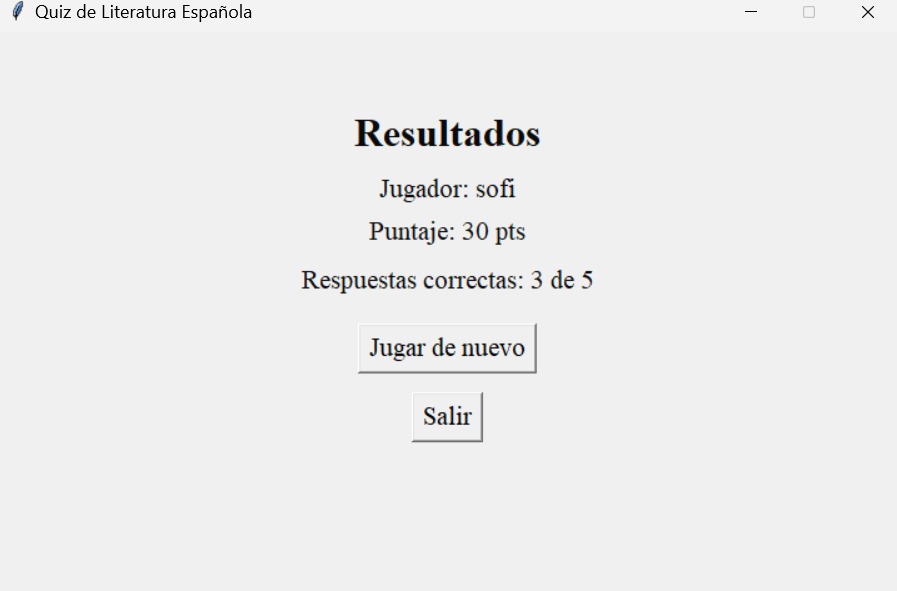 Quiz de Literatura Española
Resultados
Jugador: sofi
Puntaje: 30 pts
Respuestas correctas: 3 de 5
Jugar de nuevo
Salir